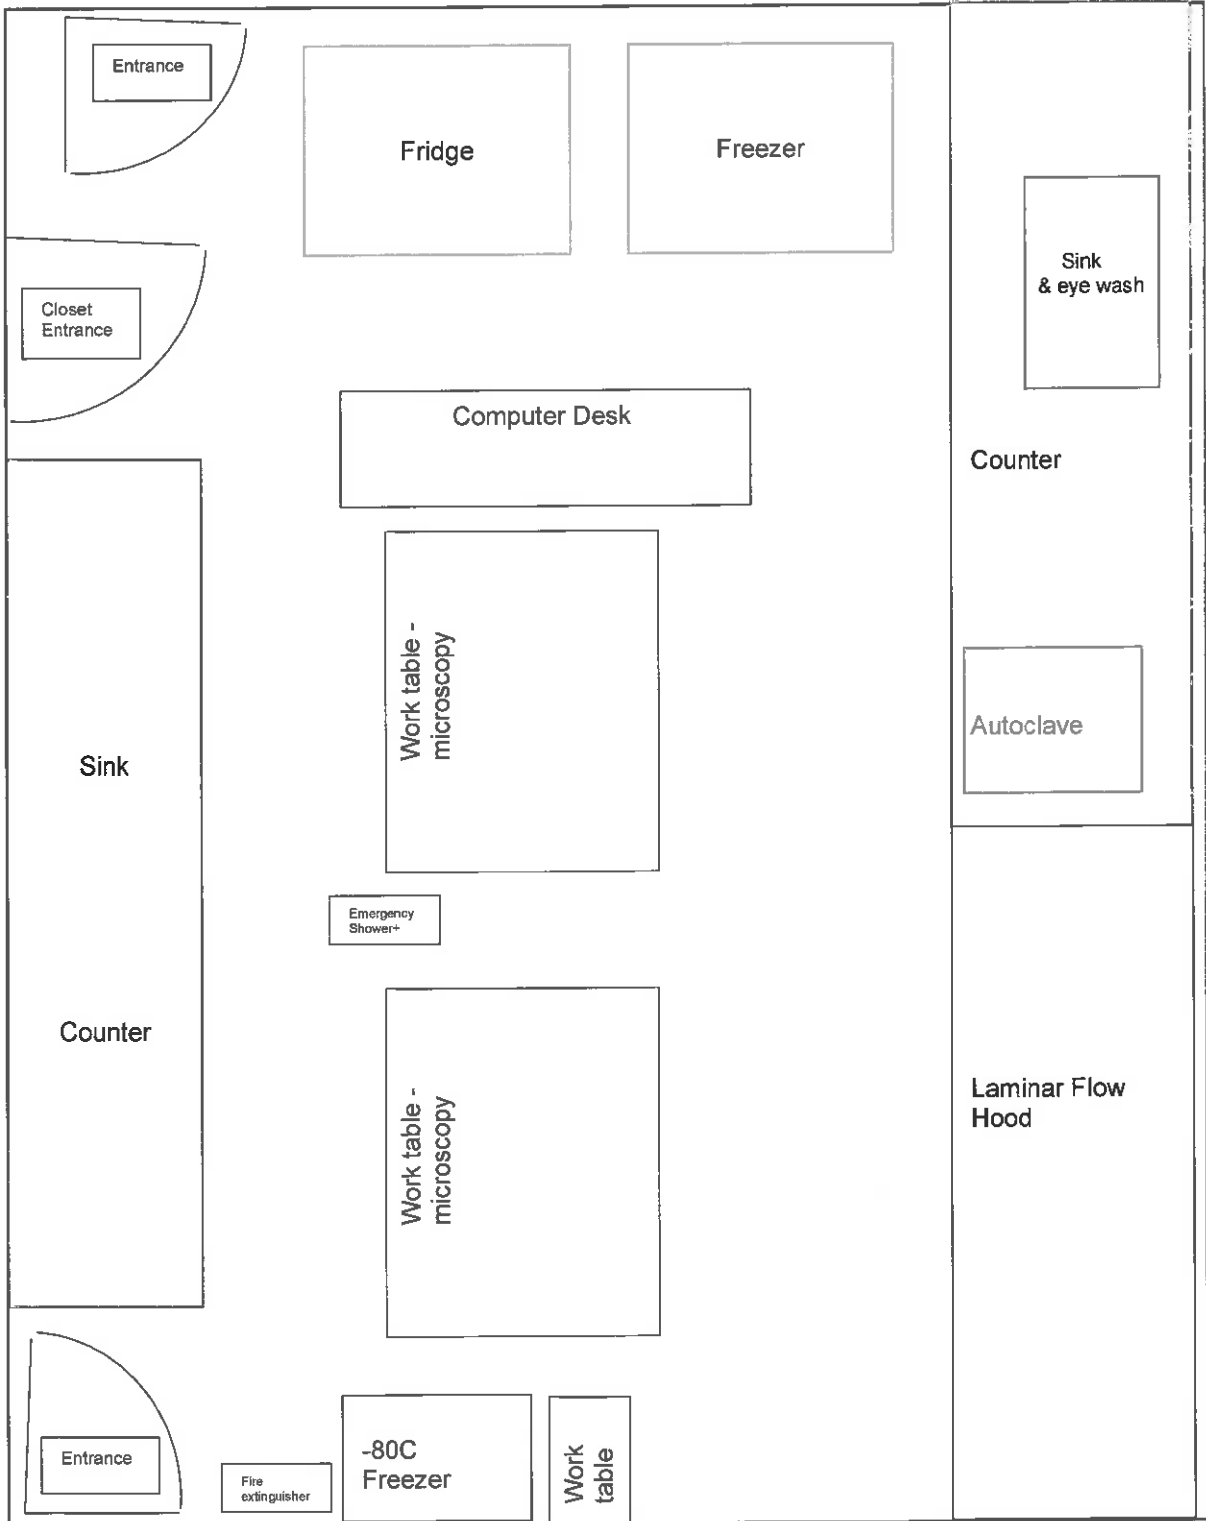 Entrance
Fridge
Freezer
Sink
& eye wash
Closet
Entrance
Computer Desk
Counter
Work table -
microscopy
Autoclave
Sink
Emergency
Shower+
Counter
Work table -
microscopy
Laminar Flow
Hood
Entrance
Fire
extinguisher
-80C
Freezer
Work
table